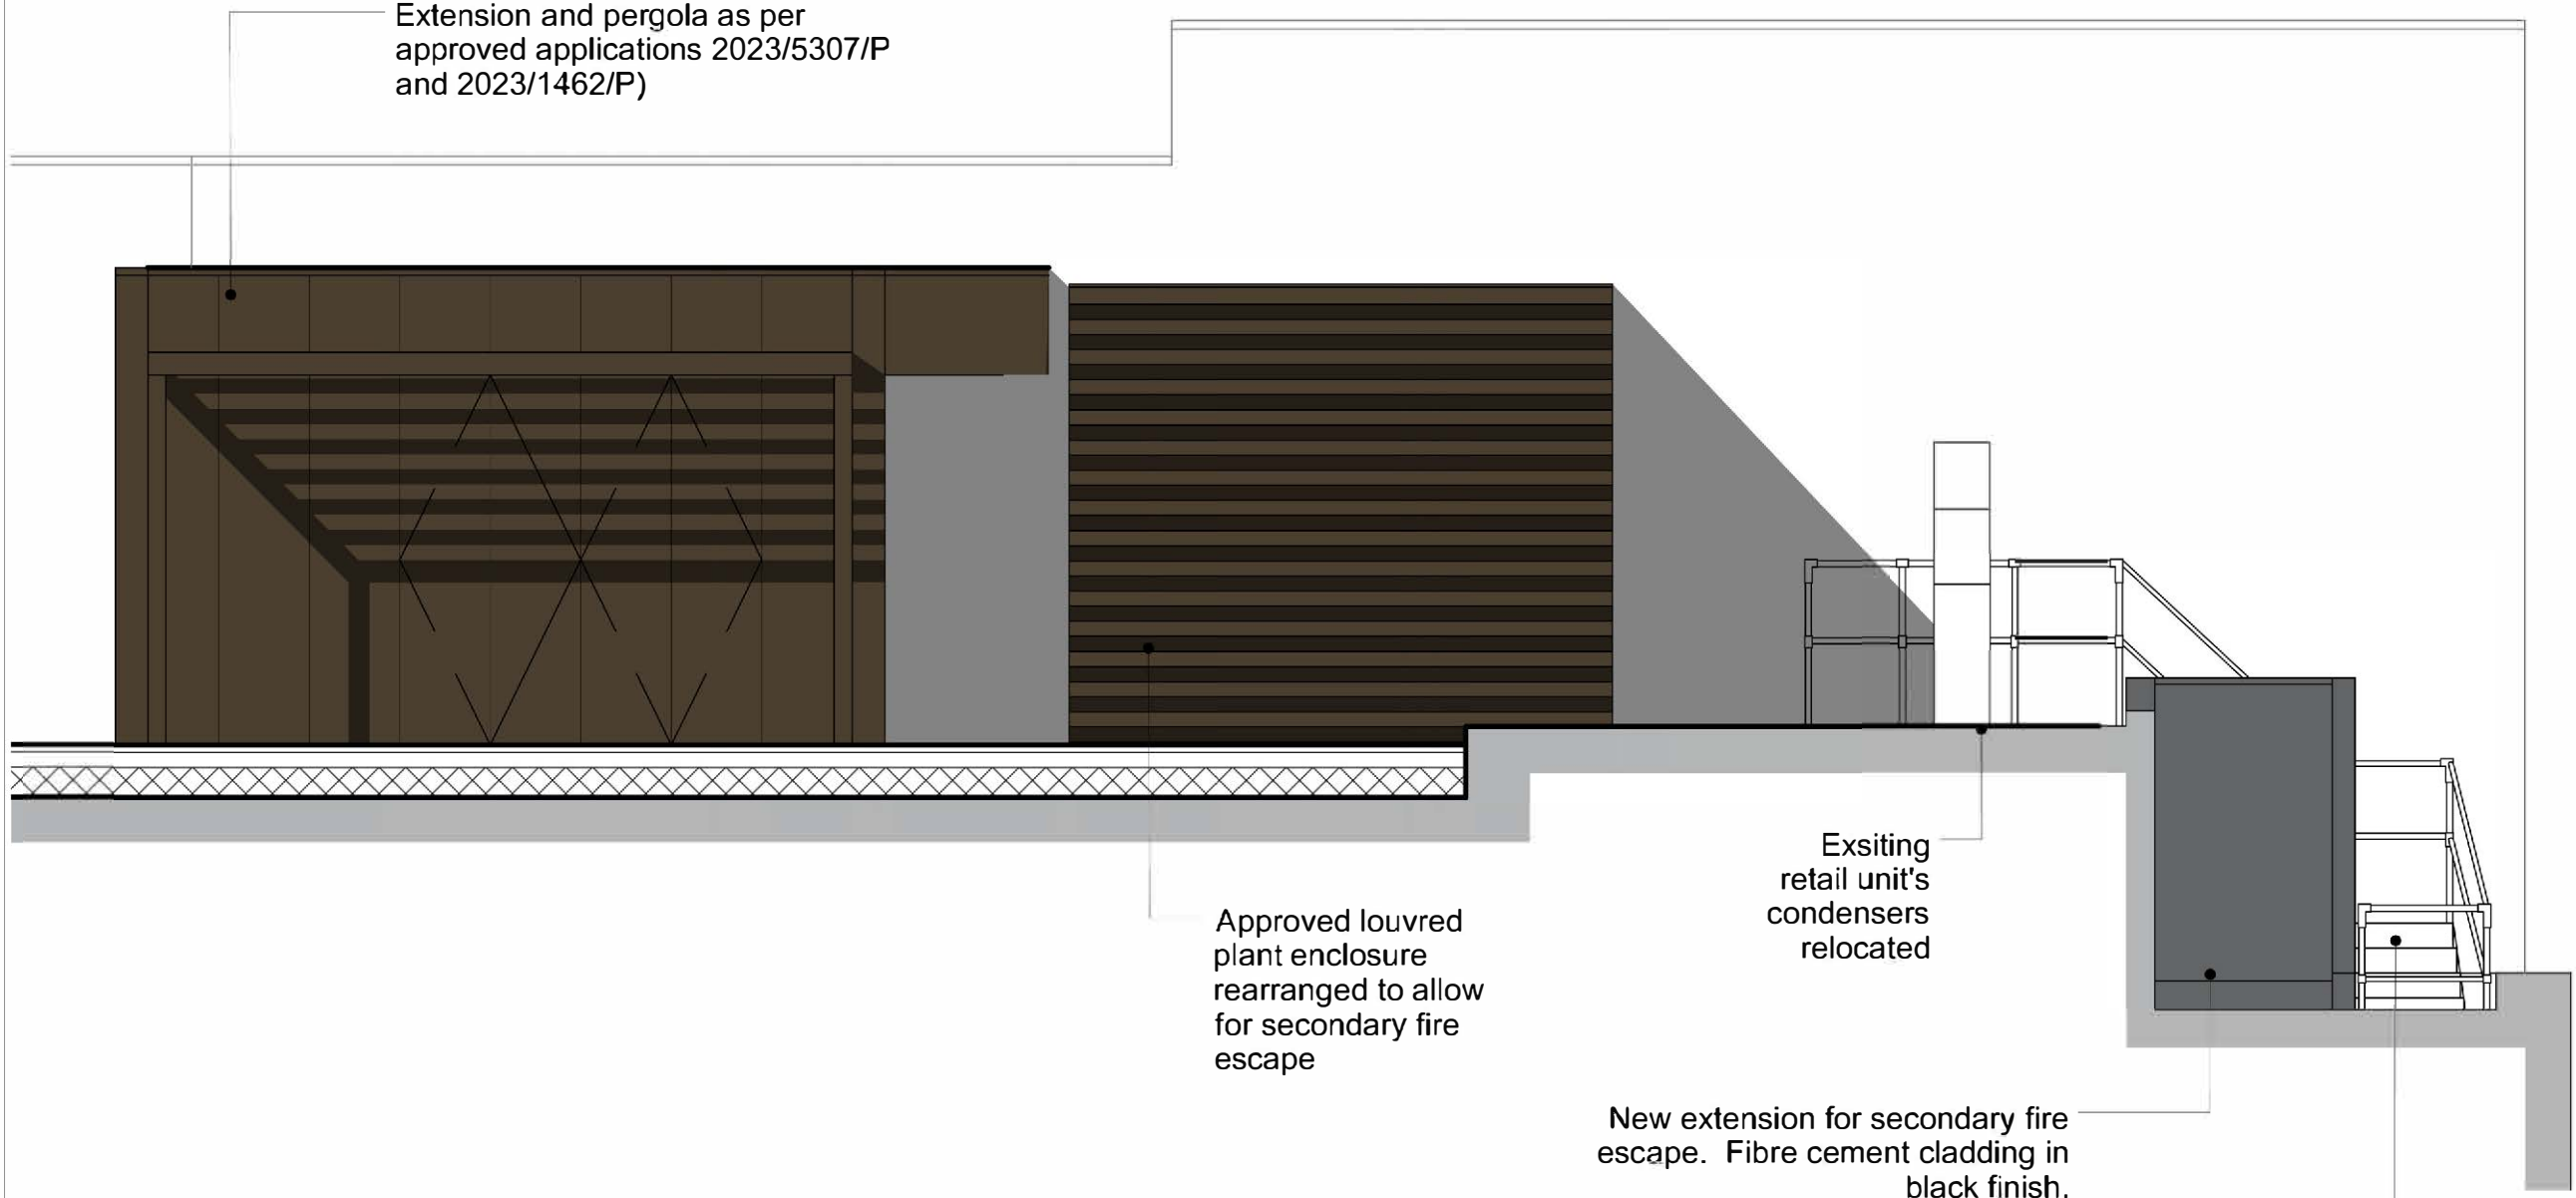 Extension and pergola as per
approved applications 2023/5307/P
and 2023/1462/P)
Exsiting
retail unit's
condensers
relocated
Approved louvred
plant enclosure
rearranged to allow
for secondary fire
escape
New extension for secondary fire
escape. Fibre cement cladding in
black finish.